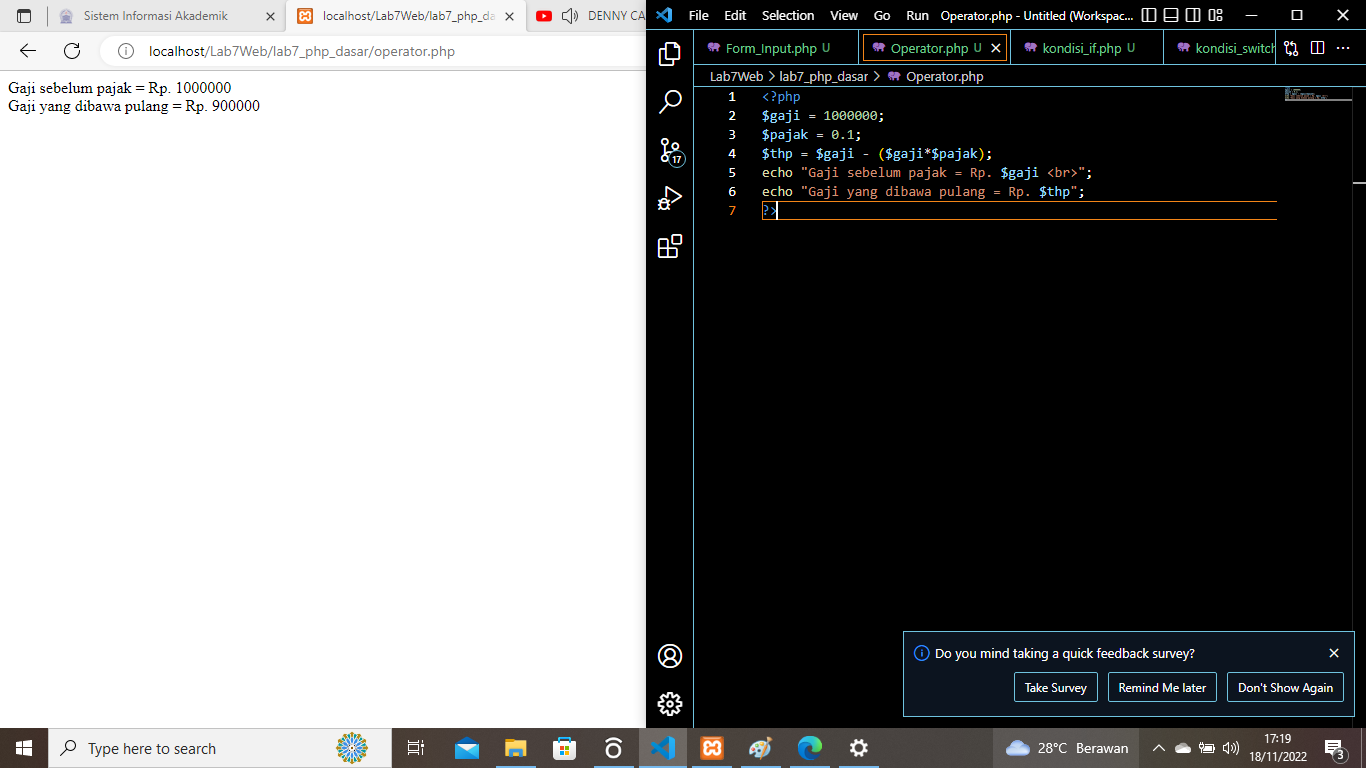 Sistem Informasi Akademik
localhost/Lab7Web/lab7_php_da
DENNY CA
localhost/Lab7Web/lab7_php_dasar/operator.php
Gaji sebelum pajak = Rp. 1000000
Gaji yang dibawa pulang = Rp. 900000
File Edit Selection View Go Run Operator.php - Untitled (Workspac...
Form_Input.php U
Operator.php U
kondisi_if.php U
kondisi_switch
Lab7Web > lab7_php_dasar > Operator.php
1 <?php
2 $gaji = 1000000;
3 $pajak = 0.1;
4 $thp = $gaji - ($gaji*$pajak);
5 echo "Gaji sebelum pajak = Rp. $gaji <br>";
6 echo "Gaji yang dibawa pulang = Rp. $thp";
7 ?>
17
Do you mind taking a quick feedback survey?
Take Survey
Remind Me later
Don't Show Again
Type here to search
28°C Berawan
17:19
18/11/2022
3